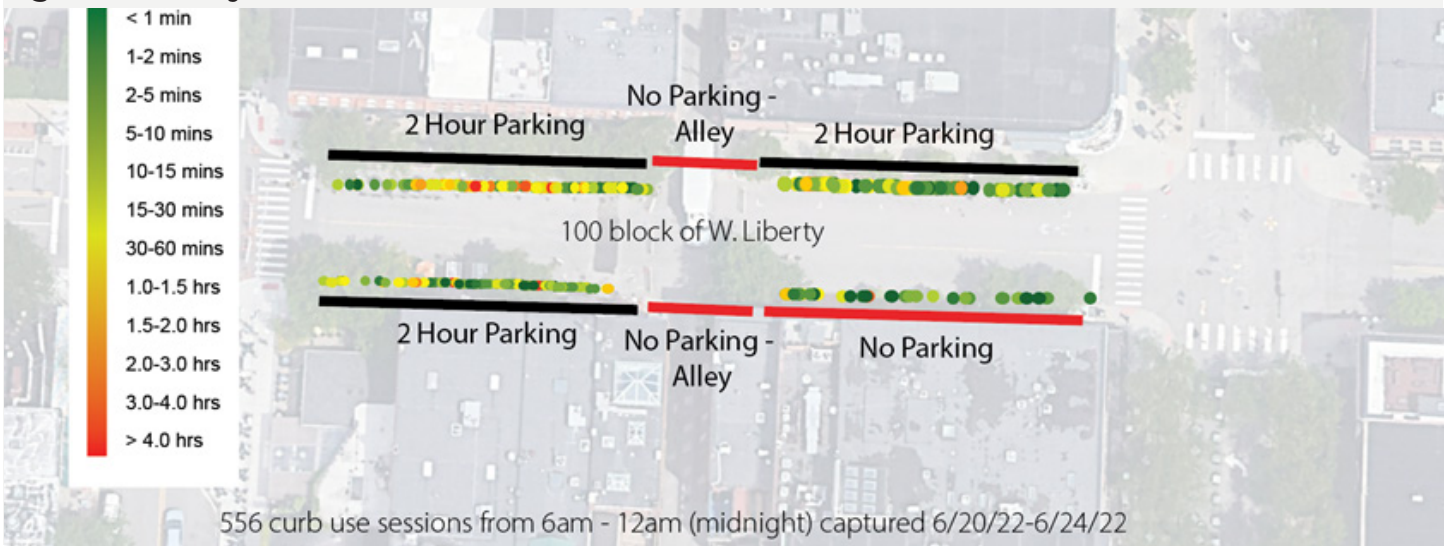 < 1 min
1-2 mins
2-5 mins
5-10 mins
10-15 mins
15-30 mins
30-60 mins
1.0-1.5 hrs
1.5-2.0 hrs
2.0-3.0 hrs
3.0-4.0 hrs
> 4.0 hrs
2 Hour Parking
No Parking -
Alley
2 Hour Parking
100 block of W. Liberty
2 Hour Parking
No Parking -
Alley
No Parking
556 curb use sessions from 6am - 12am (midnight) captured 6/20/22-6/24/22